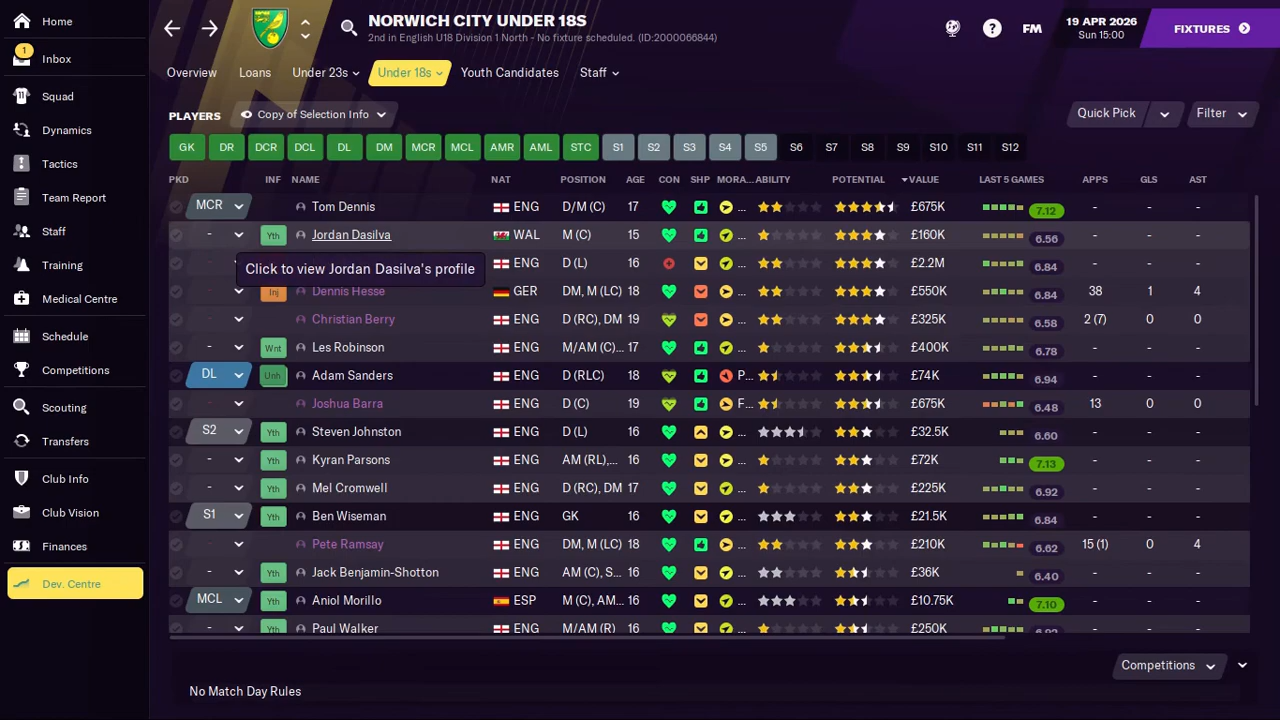 Home
1
Inbox
Squad
Dynamics
Tactics
Team Report
Staff
Training
Medical Centre
Schedule
Competitions
Scouting
Transfers
Club Info
Club Vision
Finances
Dev. Centre
NORWICH CITY UNDER 18S
2nd in English U18 Division 1 North - No fixture scheduled. (ID:2000066844)
? FM 19 APR 2026 Sun 15:00 FIXTURES
Overview Loans Under 23s Under 18s Youth Candidates Staff
PLAYERS Copy of Selection Info Quick Pick Filter
GK DR DCR DCL DL DM MCR MCL AMR AML STC S1 S2 S3 S4 S5 S6 S7 S8 S9 S10 S11 S12
PKD INF NAME NAT POSITION AGE CON SHP MORA... ABILITY POTENTIAL VALUE LAST 5 GAMES APPS GLS AST
MCR Tom Dennis ENG D/M (C) 17 ... £675K 7.12 - - -
- Yth Jordan Dasilva WAL M (C) 15 ... £160K 6.56 - - -
Click to view Jordan Dasilva's profile
ENG D (L) 16 ... £2.2M 6.84 - - -
- Inj Dennis Hesse GER DM, M (LC) 18 ... £550K 6.84 38 1 4
- Christian Berry ENG D (RC), DM 19 ... £325K 6.58 2 (7) 0 0
- Wnt Les Robinson ENG M/AM (C)... 17 ... £400K 6.78 - - -
DL Unh Adam Sanders ENG D (RLC) 18 P... £74K 6.94 - - -
- Joshua Barra ENG D (C) 19 F... £675K 6.48 13 0 0
S2 Yth Steven Johnston ENG D (L) 16 ... £32.5K 6.60 - - -
- Yth Kyran Parsons ENG AM (RL),... 16 ... £72K 7.13 - - -
- Yth Mel Cromwell ENG D (RC), DM 17 ... £225K 6.92 - - -
S1 Yth Ben Wiseman ENG GK 16 ... £21.5K 6.84 - - -
- Pete Ramsay ENG DM, M (LC) 18 ... £210K 6.62 15 (1) 0 4
- Yth Jack Benjamin-Shotton ENG AM (C), S... 16 ... £36K 6.40 - - -
MCL Yth Aniol Morillo ESP M (C), AM... 16 ... £10.75K 7.10 - - -
- Yth Paul Walker ENG M/AM (R) 16 ... £250K 6.92 - - -
Competitions
No Match Day Rules